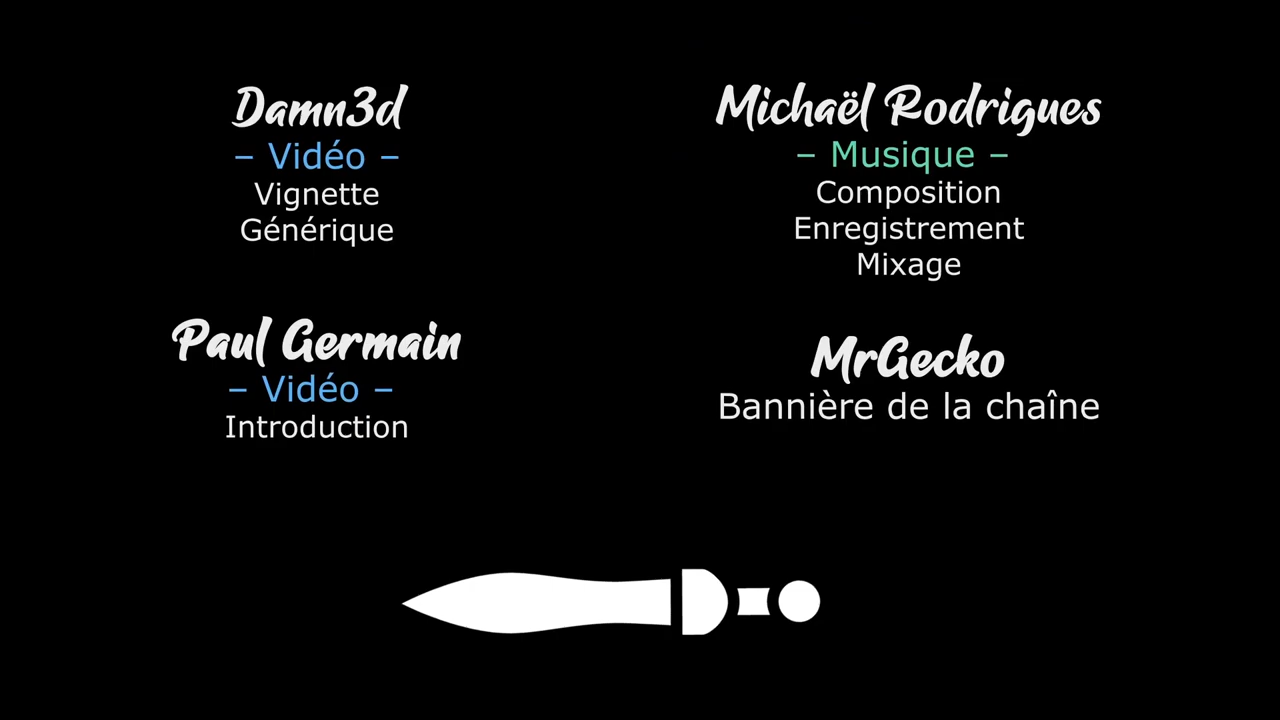 Damn3d
– Vidéo –
Vignette
Générique
Michaël Rodrigues
– Musique –
Composition
Enregistrement
Mixage
Paul Germain
– Vidéo –
Introduction
MrGecko
Bannière de la chaîne